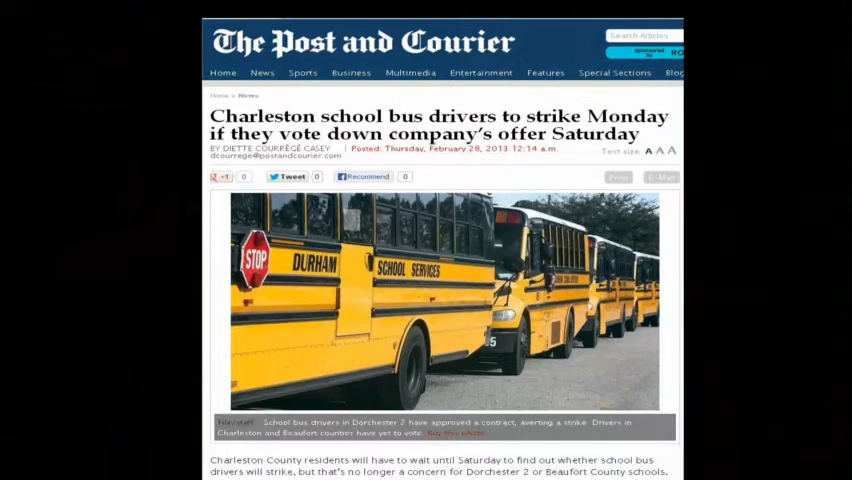 The Post and Courier
Search Articles
sponsored by RO
Home News Sports Business Multimedia Entertainment Features Special Sections Blog
Home » News
Charleston school bus drivers to strike Monday
if they vote down company's offer Saturday
BY DIETTE COURRÉGÉ CASEY | Posted: Thursday, February 28, 2013 12:14 a.m.
dcourrege@postandcourier.com
Text size: A A A
+1 0 Tweet 0 Recommend 0 Print E-Mail
STOP
DURHAM SCHOOL SERVICES
File/staff School bus drivers in Dorchester 2 have approved a contract, averting a strike. Drivers in
Charleston and Beaufort counties have yet to vote. Buy this photo
Charleston County residents will have to wait until Saturday to find out whether school bus
drivers will strike, but that's no longer a concern for Dorchester 2 or Beaufort County schools.